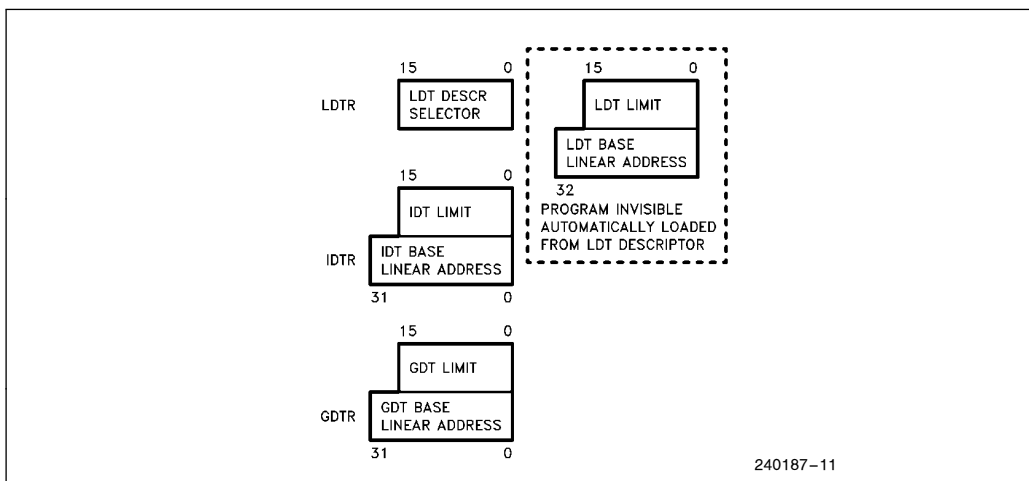 15 0
LDTR
LDT DESCR
SELECTOR
15 0
LDT LIMIT
LDT BASE
LINEAR ADDRESS
32
PROGRAM INVISIBLE
AUTOMATICALLY LOADED
FROM LDT DESCRIPTOR
15 0
IDT LIMIT
IDTR
IDT BASE
LINEAR ADDRESS
31 0
15 0
GDT LIMIT
GDTR
GDT BASE
LINEAR ADDRESS
31 0
240187–11